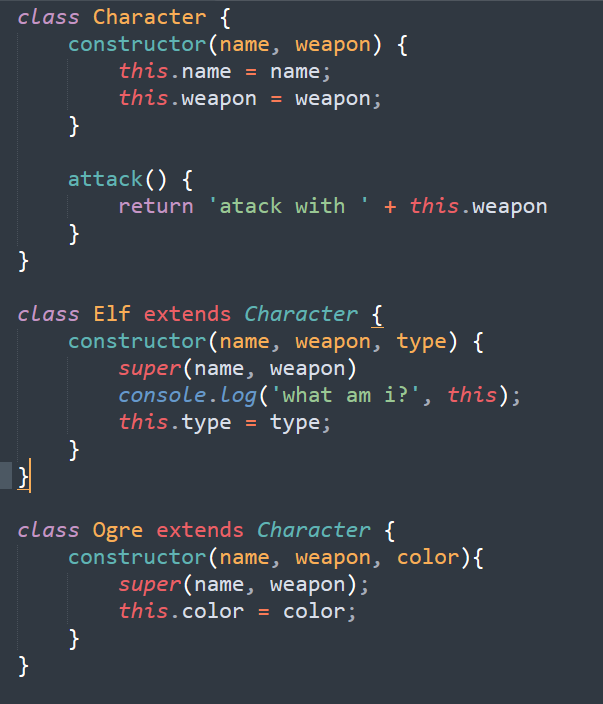 class Character {
    constructor(name, weapon) {
        this.name = name;
        this.weapon = weapon;
    }

    attack() {
        return 'atack with ' + this.weapon
    }
}

class Elf extends Character {
    constructor(name, weapon, type) {
        super(name, weapon)
        console.log('what am i?', this);
        this.type = type;
    }
}

class Ogre extends Character {
    constructor(name, weapon, color){
        super(name, weapon);
        this.color = color;
    }
}